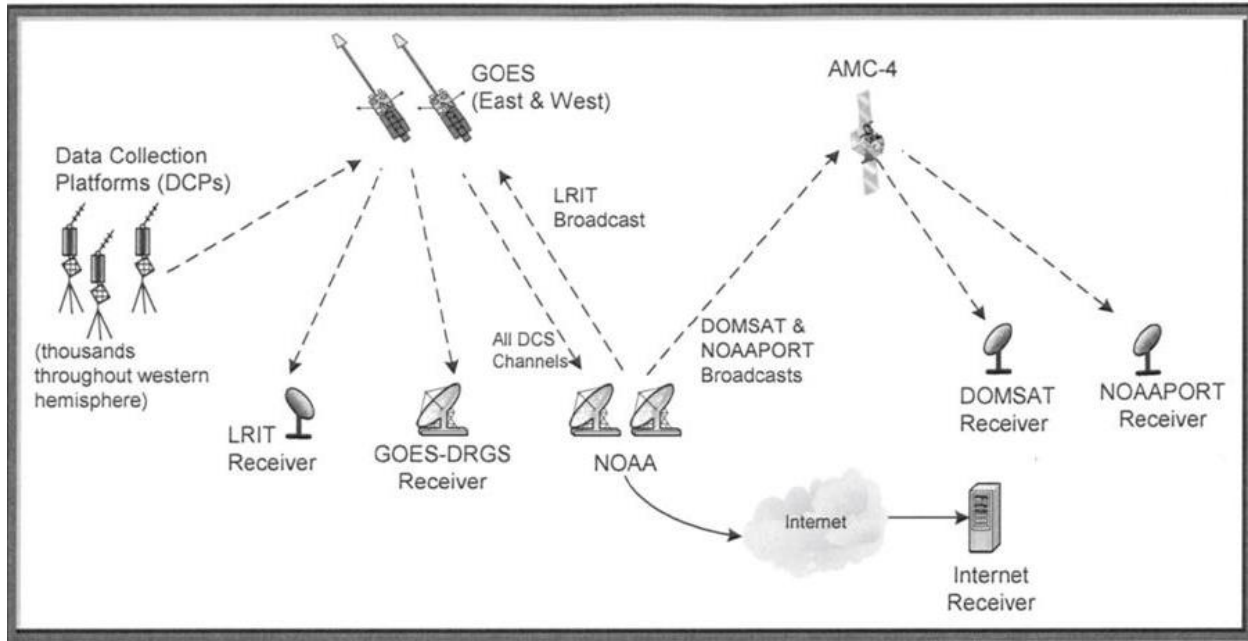 GOES
(East & West)
AMC-4
Data Collection
Platforms (DCPs)
LRIT
Broadcast
(thousands
throughout western
hemisphere)
All DCS
Channels
DOMSAT &
NOAAPORT
Broadcasts
LRIT
Receiver
GOES-DRGS
Receiver
NOAA
DOMSAT
Receiver
NOAAPORT
Receiver
Internet
Internet
Receiver